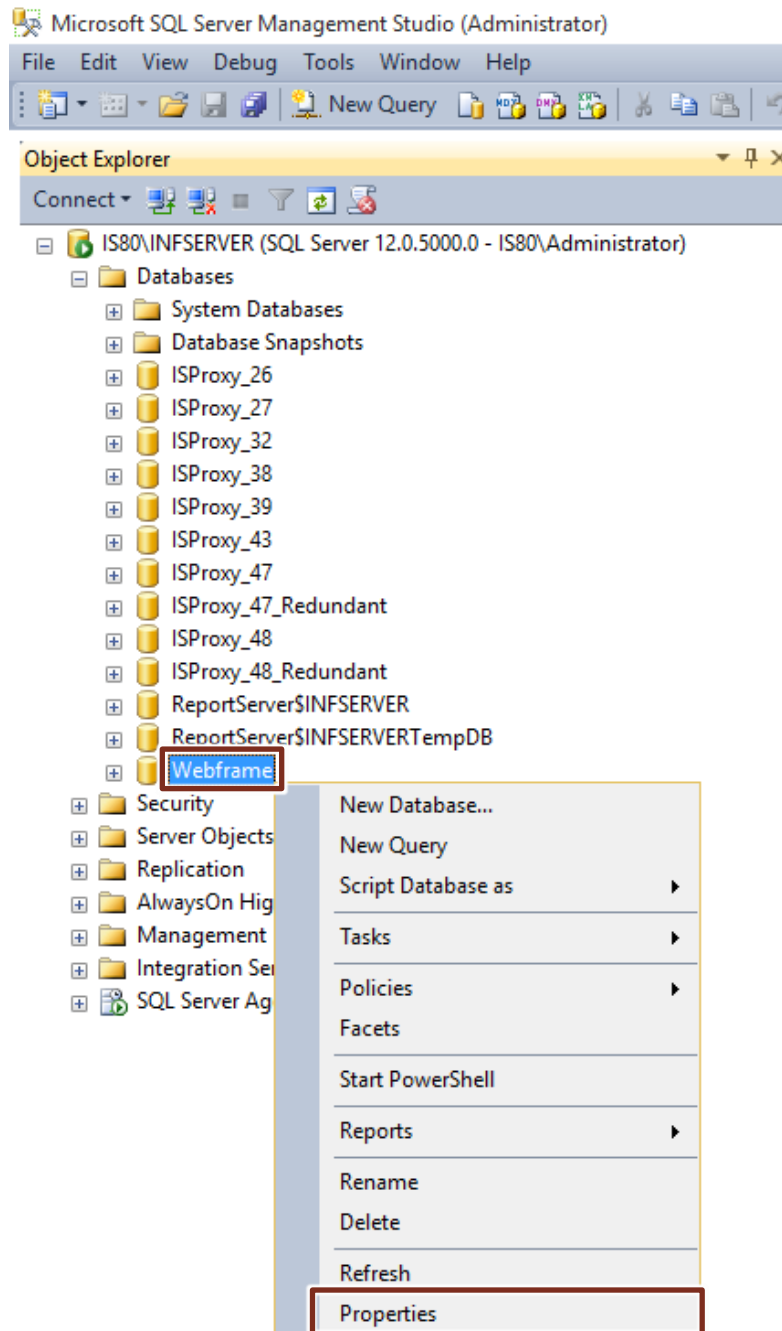 Microsoft SQL Server Management Studio (Administrator)
File Edit View Debug Tools Window Help
New Query
Object Explorer
Connect
IS80\INFSERVER (SQL Server 12.0.5000.0 - IS80\Administrator)
Databases
System Databases
Database Snapshots
ISProxy_26
ISProxy_27
ISProxy_32
ISProxy_38
ISProxy_39
ISProxy_43
ISProxy_47
ISProxy_47_Redundant
ISProxy_48
ISProxy_48_Redundant
ReportServer$INFSERVER
ReportServer$INFSERVERTempDB
Webframe
Security
Server Objects
Replication
AlwaysOn Hig
Management
Integration Ser
SQL Server Ag
New Database...
New Query
Script Database as
Tasks
Policies
Facets
Start PowerShell
Reports
Rename
Delete
Refresh
Properties